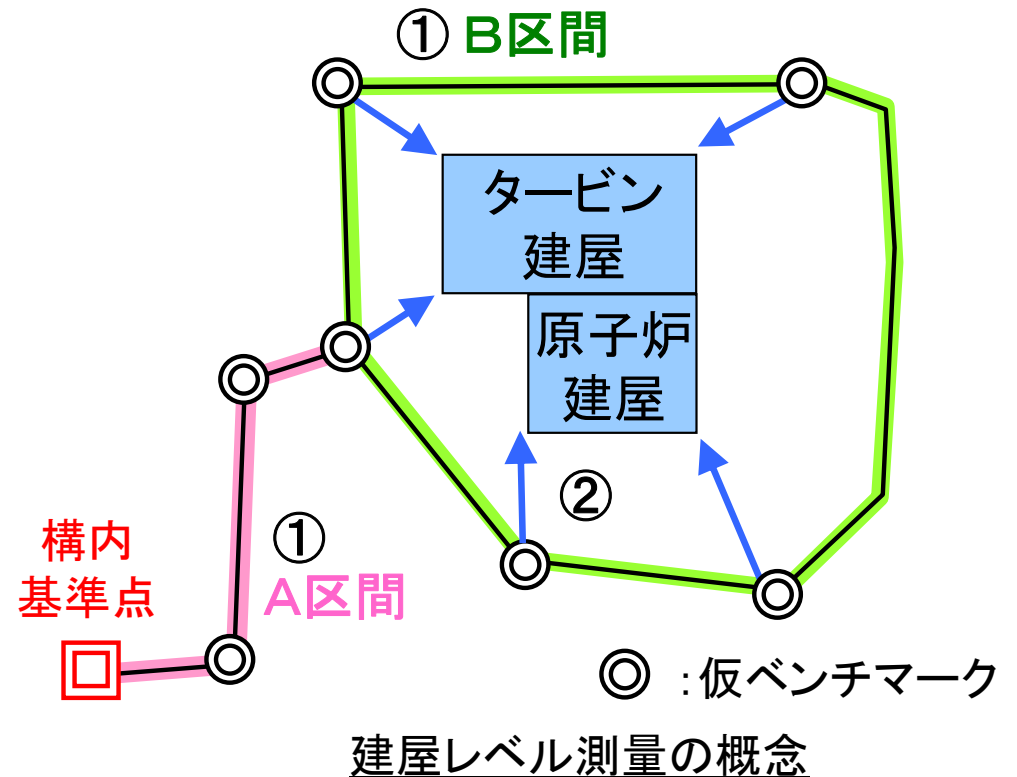 ① B区間
タービン
建屋
原子炉
建屋
②
①
A区間
構内
基準点
:仮ベンチマーク
建屋レベル測量の概念